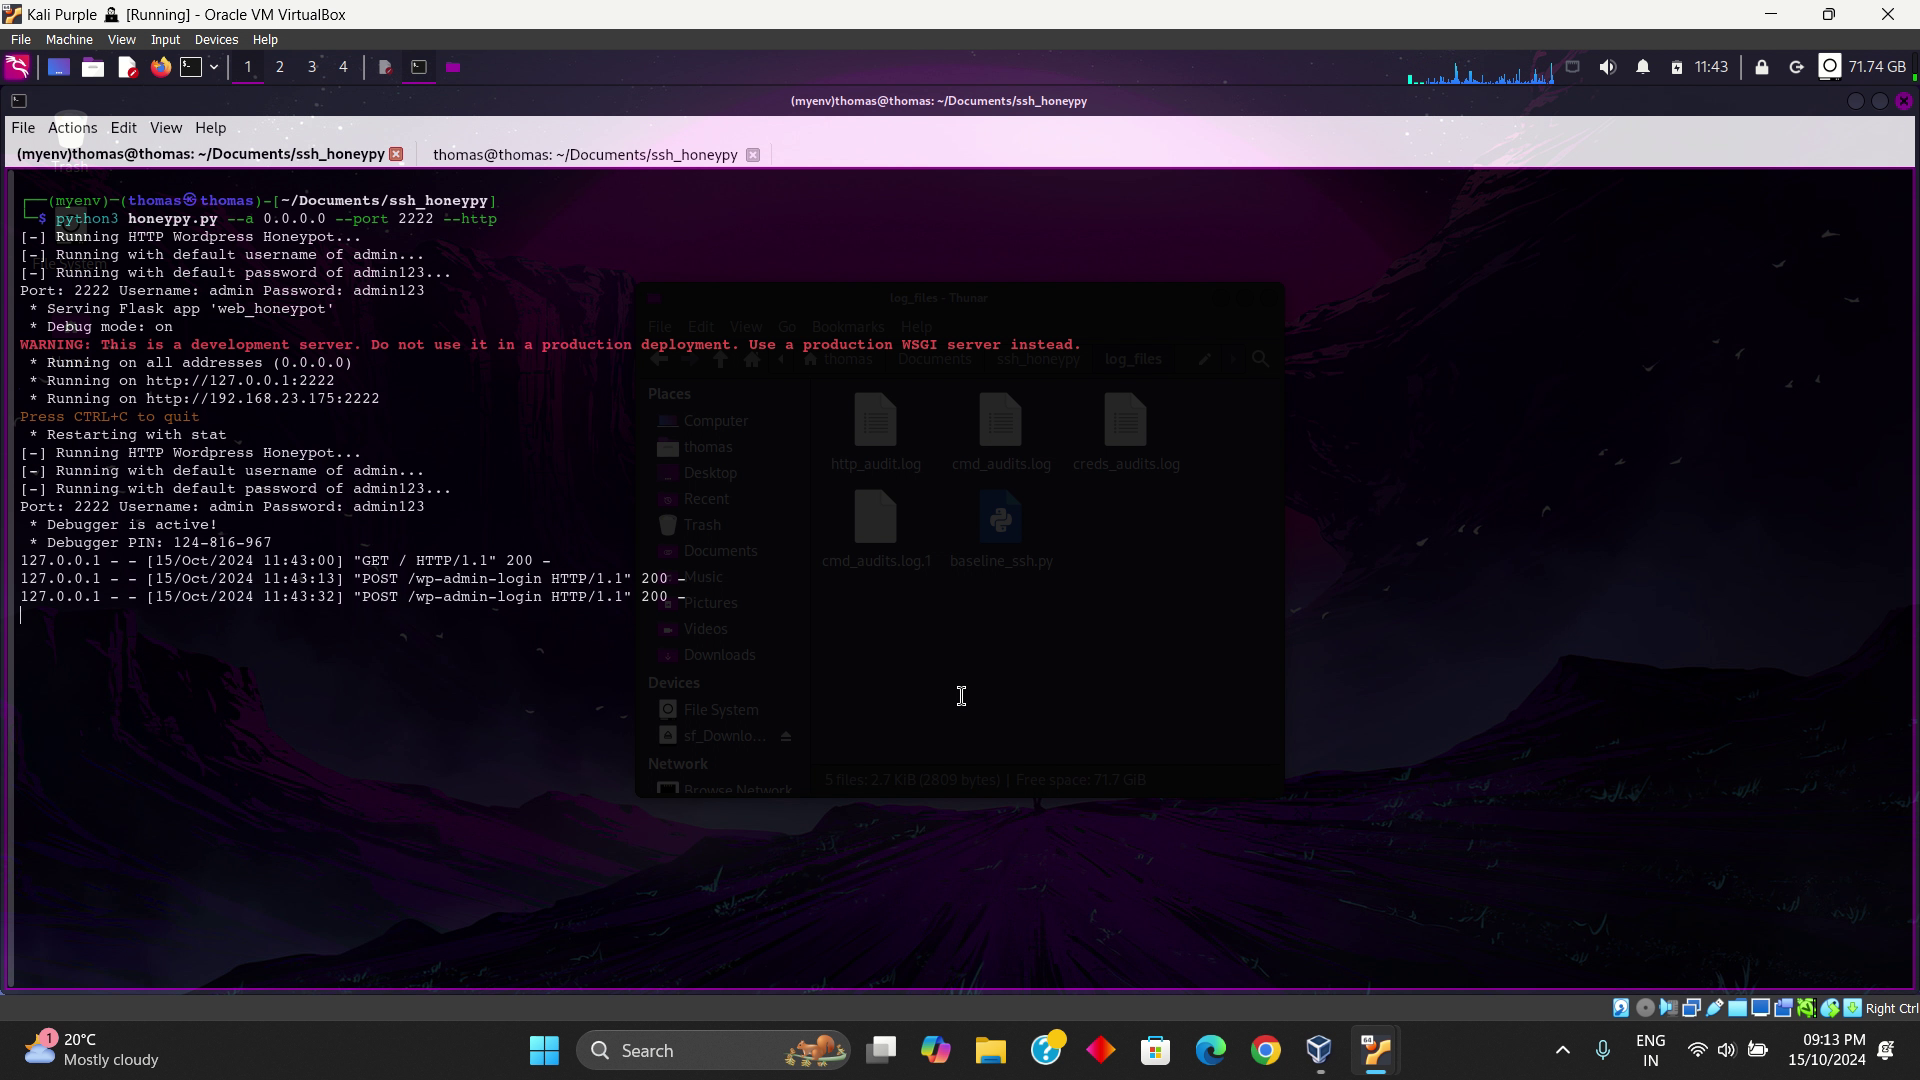 Kali Purple [Running] - Oracle VM VirtualBox
File Machine View Input Devices Help
1 2 3 4 11:43 71.74 GB
(myenv)thomas@thomas: ~/Documents/ssh_honeypy
File Actions Edit View Help
(myenv)thomas@thomas: ~/Documents/ssh_honeypy thomas@thomas: ~/Documents/ssh_honeypy
Trash
File System
┌──(myenv)─(thomas㉿thomas)-[~/Documents/ssh_honeypy]
└─$ python3 honeypy.py --a 0.0.0.0 --port 2222 --http
[-] Running HTTP Wordpress Honeypot...
[-] Running with default username of admin...
[-] Running with default password of admin123...
Port: 2222 Username: admin Password: admin123
* Serving Flask app 'web_honeypot'
* Debug mode: on
WARNING: This is a development server. Do not use it in a production deployment. Use a production WSGI server instead.
* Running on all addresses (0.0.0.0)
* Running on http://127.0.0.1:2222
* Running on http://192.168.23.175:2222
Press CTRL+C to quit
* Restarting with stat
[-] Running HTTP Wordpress Honeypot...
[-] Running with default username of admin...
[-] Running with default password of admin123...
Port: 2222 Username: admin Password: admin123
* Debugger is active!
* Debugger PIN: 124-816-967
127.0.0.1 - - [15/Oct/2024 11:43:00] "GET / HTTP/1.1" 200 -
127.0.0.1 - - [15/Oct/2024 11:43:13] "POST /wp-admin-login HTTP/1.1" 200 -
127.0.0.1 - - [15/Oct/2024 11:43:32] "POST /wp-admin-login HTTP/1.1" 200 -
log_files - Thunar
File Edit View Go Bookmarks Help
thomas Documents ssh_honeypy log_files
Places
Computer
thomas
Desktop
Recent
Trash
Documents
Music
Pictures
Videos
Downloads
Devices
File System
sf_Downlo...
Network
Browse Network
http_audit.log cmd_audits.log creds_audits.log
cmd_audits.log.1 baseline_ssh.py
5 files: 2.7 KiB (2809 bytes) | Free space: 71.7 GiB
Right Ctrl
1
20°C
Mostly cloudy
Search
64
ENG
IN
09:13 PM
15/10/2024